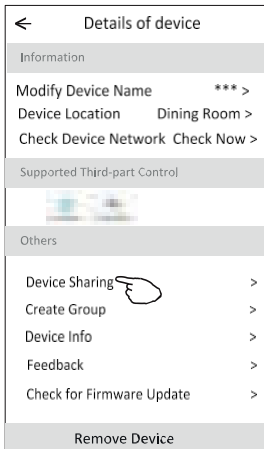 ← Details of device
Information
Modify Device Name *** >
Device Location Dining Room >
Check Device Network Check Now >
Supported Third-part Control
Others
Device Sharing >
Create Group >
Device Info >
Feedback >
Check for Firmware Update >
Remove Device